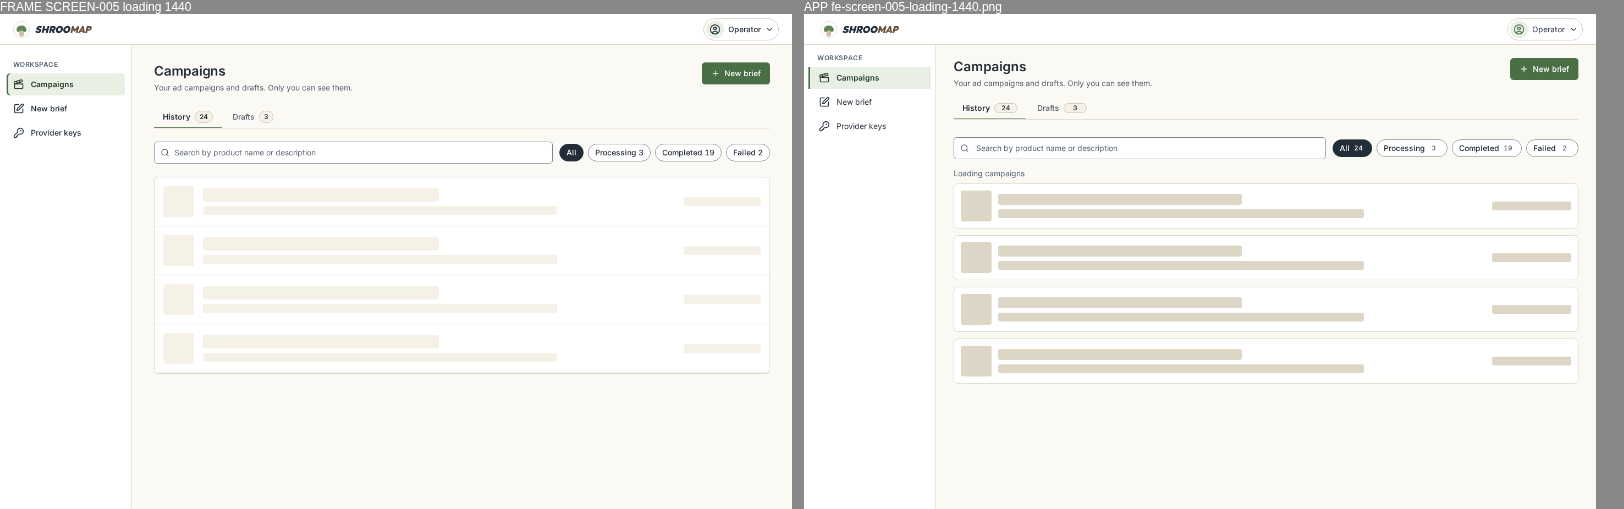 FRAME SCREEN-005 loading 1440
SHROOMAP
Operator
WORKSPACE
Campaigns
New brief
Provider keys
Campaigns
Your ad campaigns and drafts. Only you can see them.
New brief
History 24 Drafts 3
Search by product name or description
All Processing 3 Completed 19 Failed 2
APP fe-screen-005-loading-1440.png
SHROOMAP
Operator
WORKSPACE
Campaigns
New brief
Provider keys
Campaigns
Your ad campaigns and drafts. Only you can see them.
New brief
History 24 Drafts 3
Search by product name or description
All 24 Processing 3 Completed 19 Failed 2
Loading campaigns